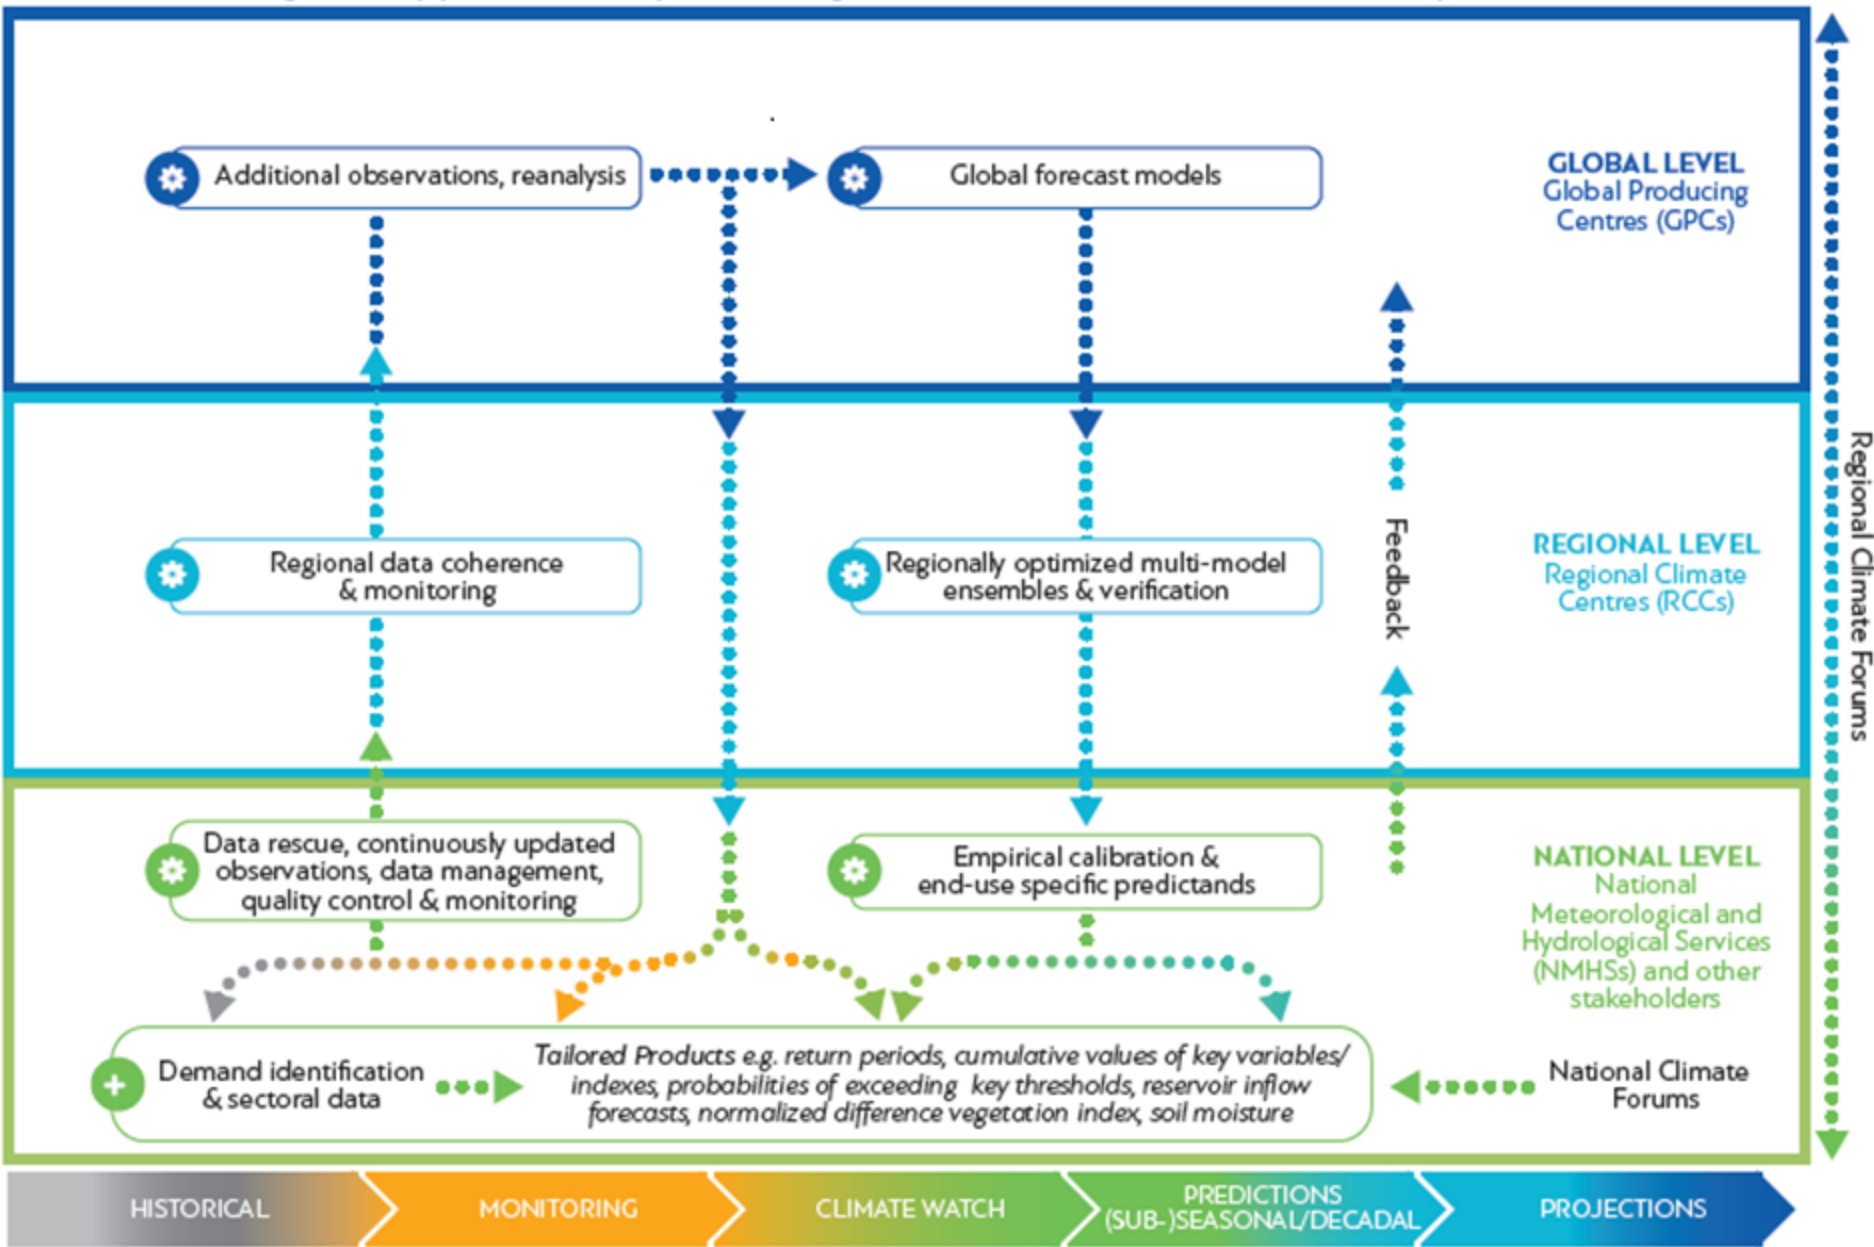 Additional observations, reanalysis
Global forecast models
GLOBAL LEVEL
Global Producing
Centres (GPCs)
Regional data coherence
& monitoring
Regionally optimized multi-model
ensembles & verification
Feedback
REGIONAL LEVEL
Regional Climate
Centres (RCCs)
Regional Climate Forums
Data rescue, continuously updated
observations, data management,
quality control & monitoring
Empirical calibration &
end-use specific predictands
NATIONAL LEVEL
National
Meteorological and
Hydrological Services
(NMHSs) and other
stakeholders
Demand identification
& sectoral data
Tailored Products e.g. return periods, cumulative values of key variables/
indexes, probabilities of exceeding key thresholds, reservoir inflow
forecasts, normalized difference vegetation index, soil moisture
National Climate
Forums
HISTORICAL
MONITORING
CLIMATE WATCH
PREDICTIONS
(SUB-)SEASONAL/DECADAL
PROJECTIONS